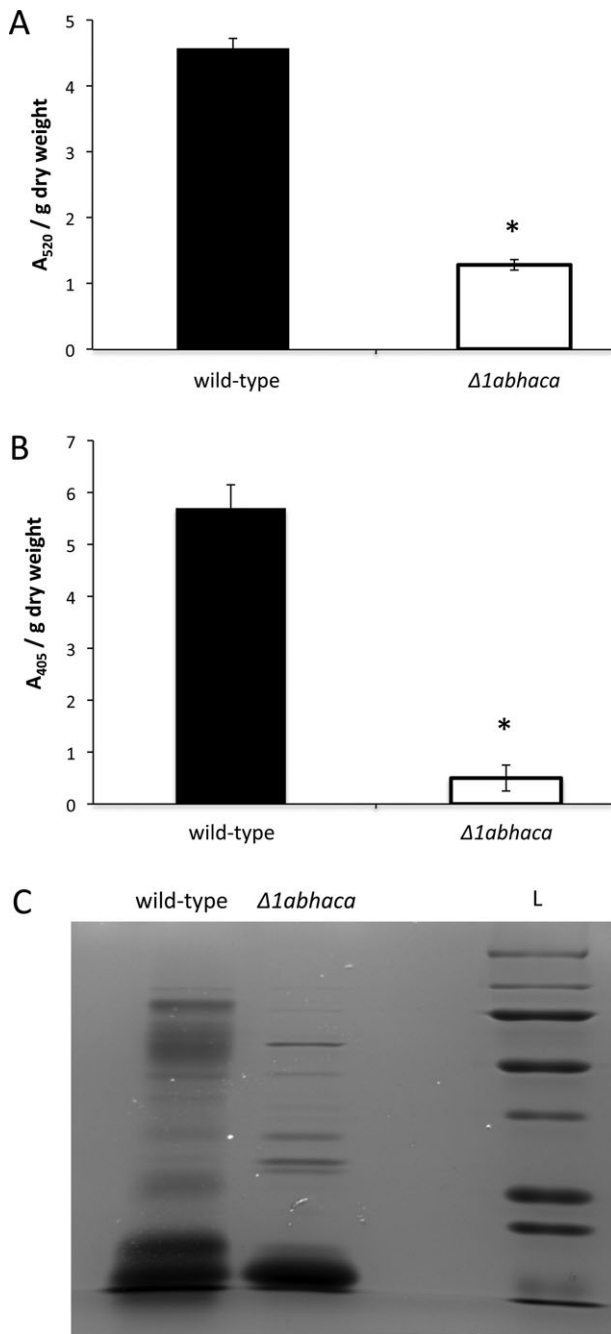 A
5
4
3
2
1
0
A520 / g dry weight
*
wild-type Δ1abhaca
B
7
6
5
4
3
2
1
0
A405 / g dry weight
*
wild-type Δ1abhaca
C
wild-type Δ1abhaca L